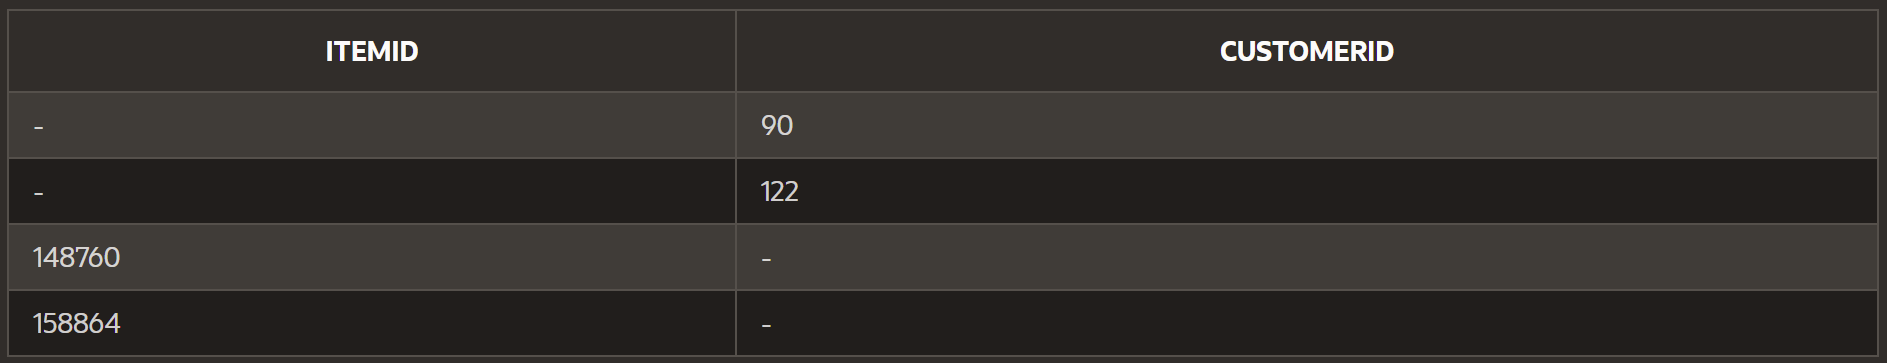 ITEMID CUSTOMERID
- 90
- 122
148760 -
158864 -